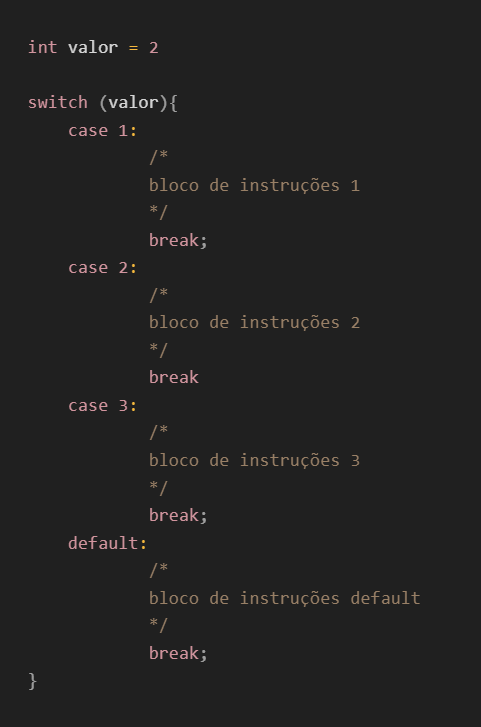 int valor = 2
switch (valor){
case 1:
/*
bloco de instruções 1
*/
break;
case 2:
/*
bloco de instruções 2
*/
break
case 3:
/*
bloco de instruções 3
*/
break;
default:
/*
bloco de instruções default
*/
break;
}